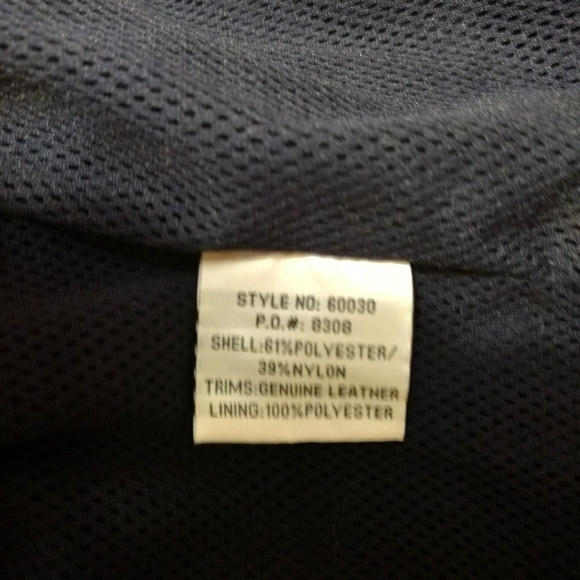 STYLE NO: 60030
P.O.#: 8308
SHELL:61%POLYESTER/
39%NYLON
TRIMS:GENUINE LEATHER
LINING:100%POLYESTER